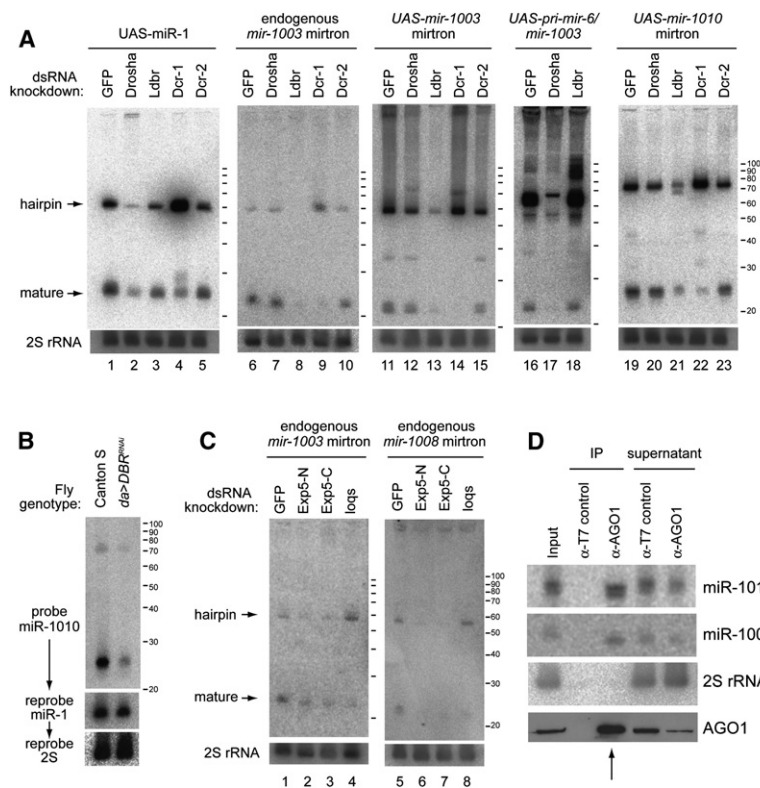 A
UAS-miR-1
endogenous
mir-1003 mirtron
UAS-mir-1003
mirtron
UAS-pri-mir-6/
mir-1003
UAS-mir-1010
mirtron
dsRNA
knockdown:
GFP
Drosha
Ldbr
Dcr-1
Dcr-2
GFP
Drosha
Ldbr
Dcr-1
Dcr-2
GFP
Drosha
Ldbr
Dcr-1
Dcr-2
GFP
Drosha
Ldbr
GFP
Drosha
Ldbr
Dcr-1
Dcr-2
hairpin
mature
100
90
80
70
60
50
40
30
20
2S rRNA
1 2 3 4 5 6 7 8 9 10 11 12 13 14 15 16 17 18 19 20 21 22 23
B
Fly
genotype:
Canton S
da>DBRRNAi
100
90
80
70
60
50
40
30
20
probe
miR-1010
reprobe
miR-1
reprobe
2S
C
endogenous
mir-1003 mirtron
endogenous
mir-1008 mirtron
dsRNA
knockdown:
GFP
Exp5-N
Exp5-C
loqs
GFP
Exp5-N
Exp5-C
loqs
hairpin
mature
100
90
80
70
60
50
40
30
20
2S rRNA
1 2 3 4 5 6 7 8
D
IP
supernatant
Input
α-T7 control
α-AGO1
α-T7 control
α-AGO1
miR-101
miR-100
2S rRNA
AGO1